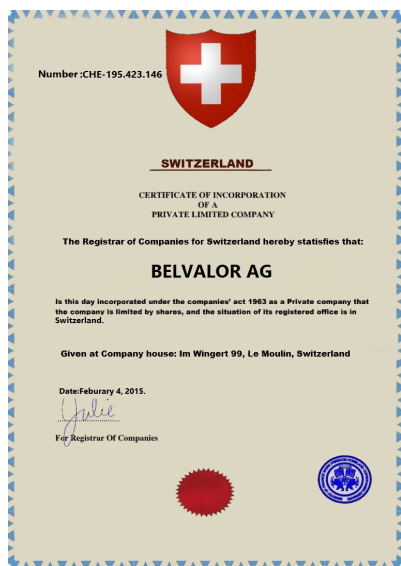 Number :CHE-195.423.146
SWITZERLAND
CERTIFICATE OF INCORPORATION
OF A
PRIVATE LIMITED COMPANY
The Registrar of Companies for Switzerland hereby statisfies that:
BELVALOR AG
Is this day incorporated under the companies' act 1963 as a Private company that
the company is limited by shares, and the situation of its registered office is in
Switzerland.
Given at Company house: Im Wingert 99, Le Moulin, Switzerland
Date:Feburary 4, 2015.
Julie
For Registrar Of Companies